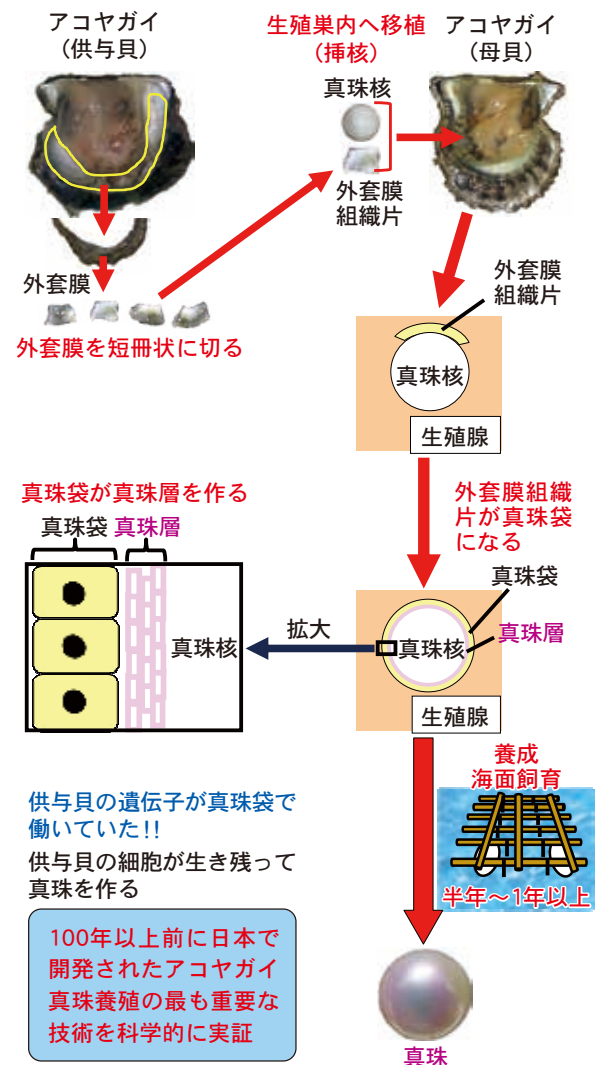 アコヤガイ
（供与貝）
生殖巣内へ移植
（挿核）
アコヤガイ
（母貝）
真珠核
外套膜
組織片
外套膜
外套膜を短冊状に切る
外套膜
組織片
真珠核
生殖腺
外套膜組織
片が真珠袋
になる
真珠袋が真珠層を作る
真珠袋 真珠層
真珠核
拡大
真珠袋
真珠層
真珠核
生殖腺
養成
海面飼育
半年～1年以上
供与貝の遺伝子が真珠袋で
働いていた!!
供与貝の細胞が生き残って
真珠を作る
100年以上前に日本で
開発されたアコヤガイ
真珠養殖の最も重要な
技術を科学的に実証
真珠